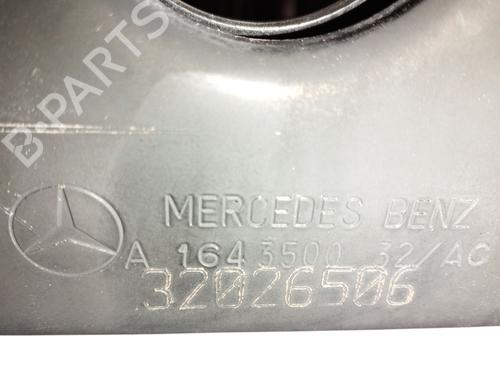 B-PARTS
MERCEDES BENZ
A 164 3500 32/AC
32026506